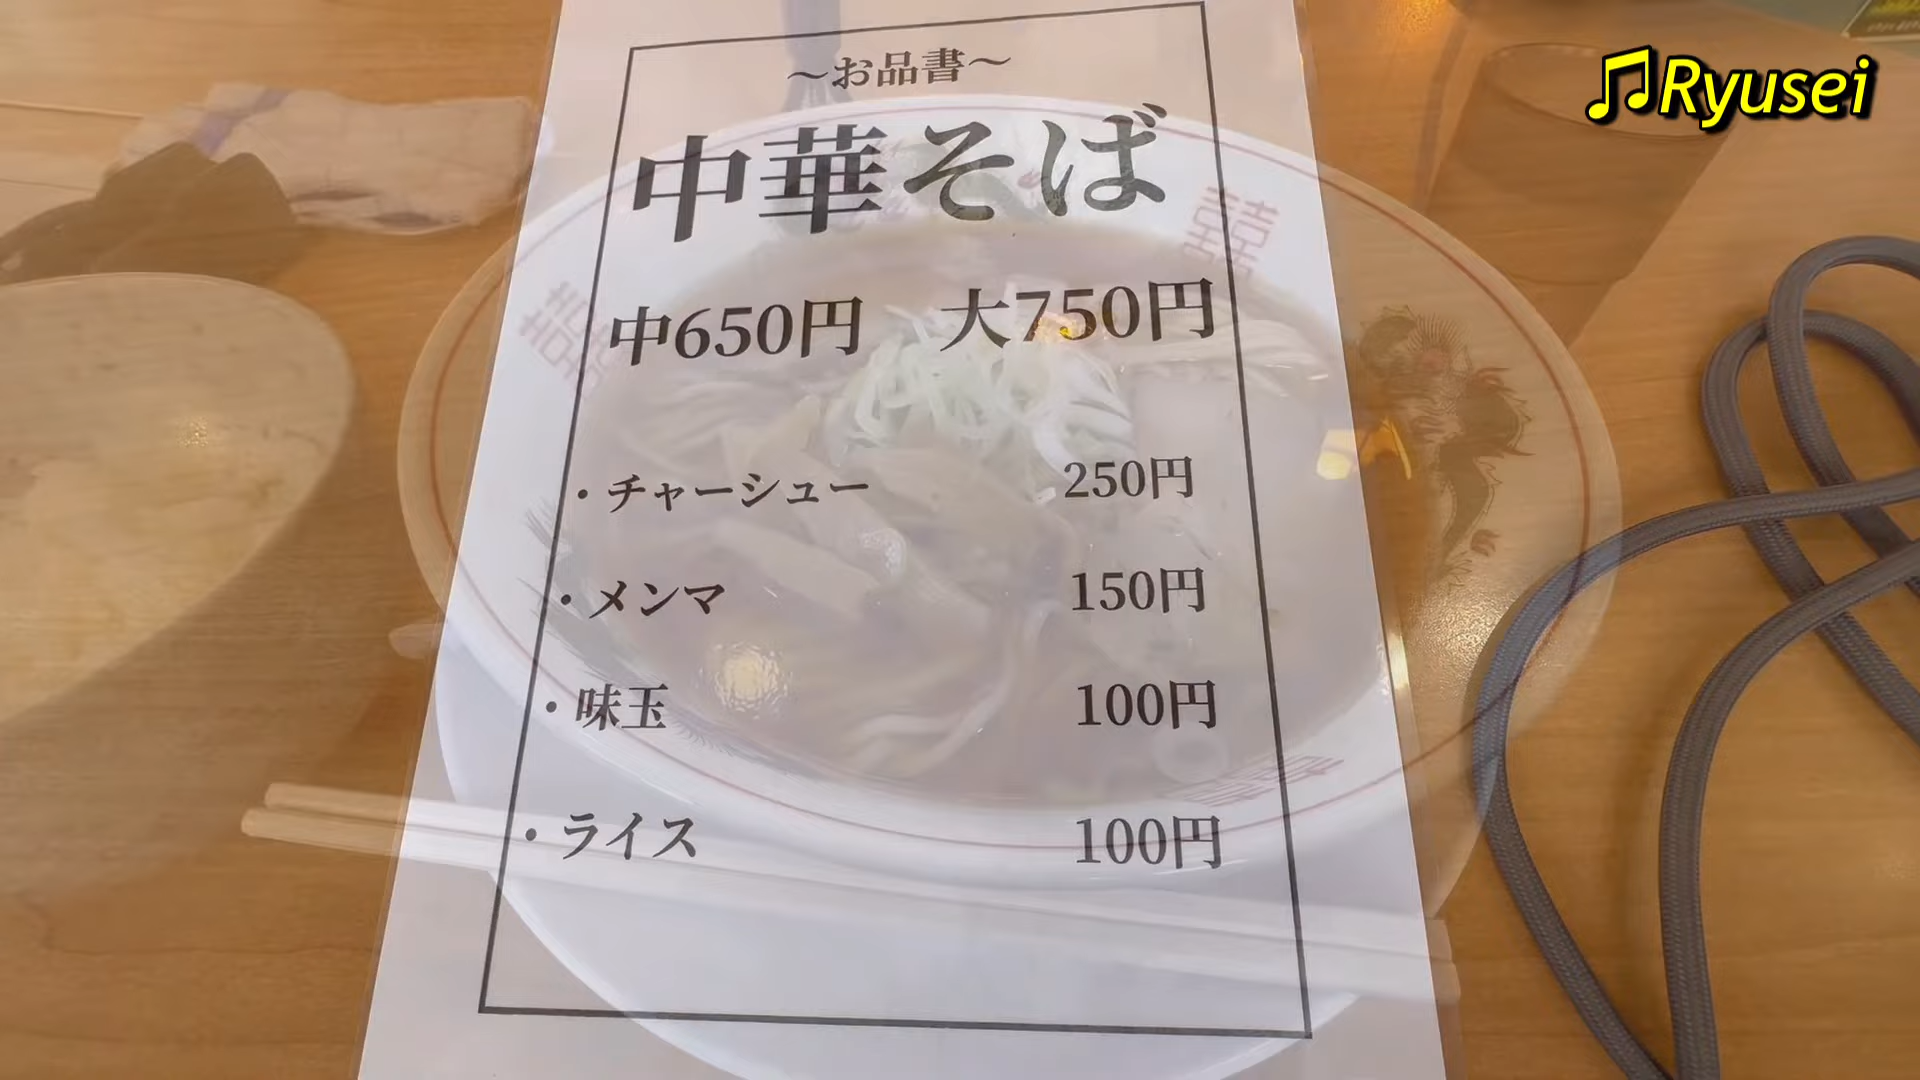 ♫Ryusei
～お品書～
中華そば
中650円 大750円
・チャーシュー 250円
・メンマ 150円
・味玉 100円
・ライス 100円